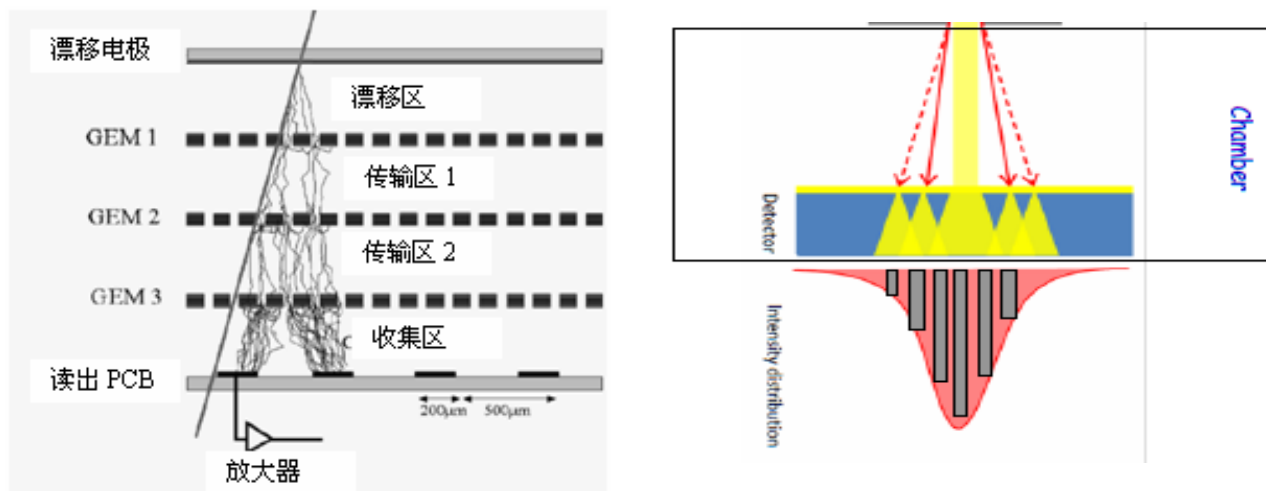 漂移电极
漂移区
GEM 1
传输区 1
GEM 2
传输区 2
GEM 3
收集区
读出 PCB
200μm 500μm
放大器
Chamber
Detector
Intensity distribution